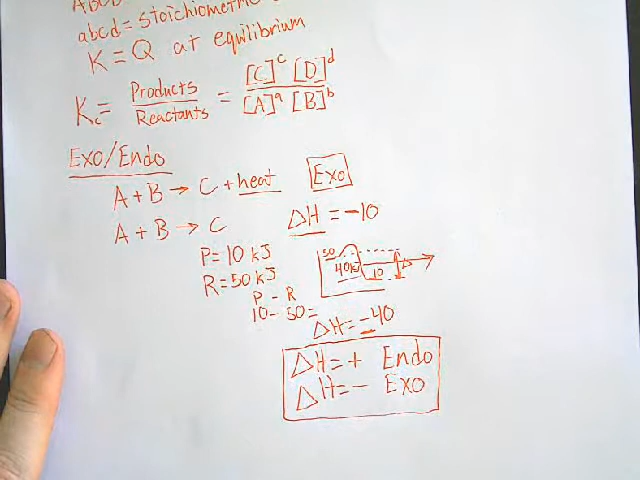 ABCD
abcd = stoichiometric
K = Q at equilibrium
Kc = Products / Reactants = [C]^c [D]^d / [A]^a [B]^b
Exo/Endo
A + B → C + heat Exo
A + B → C ΔH = -10
P = 10 kJ
R = 50 kJ
50
40kJ
10
P - R
10 - 50 =
ΔH = -40
ΔH = + Endo
ΔH = - Exo